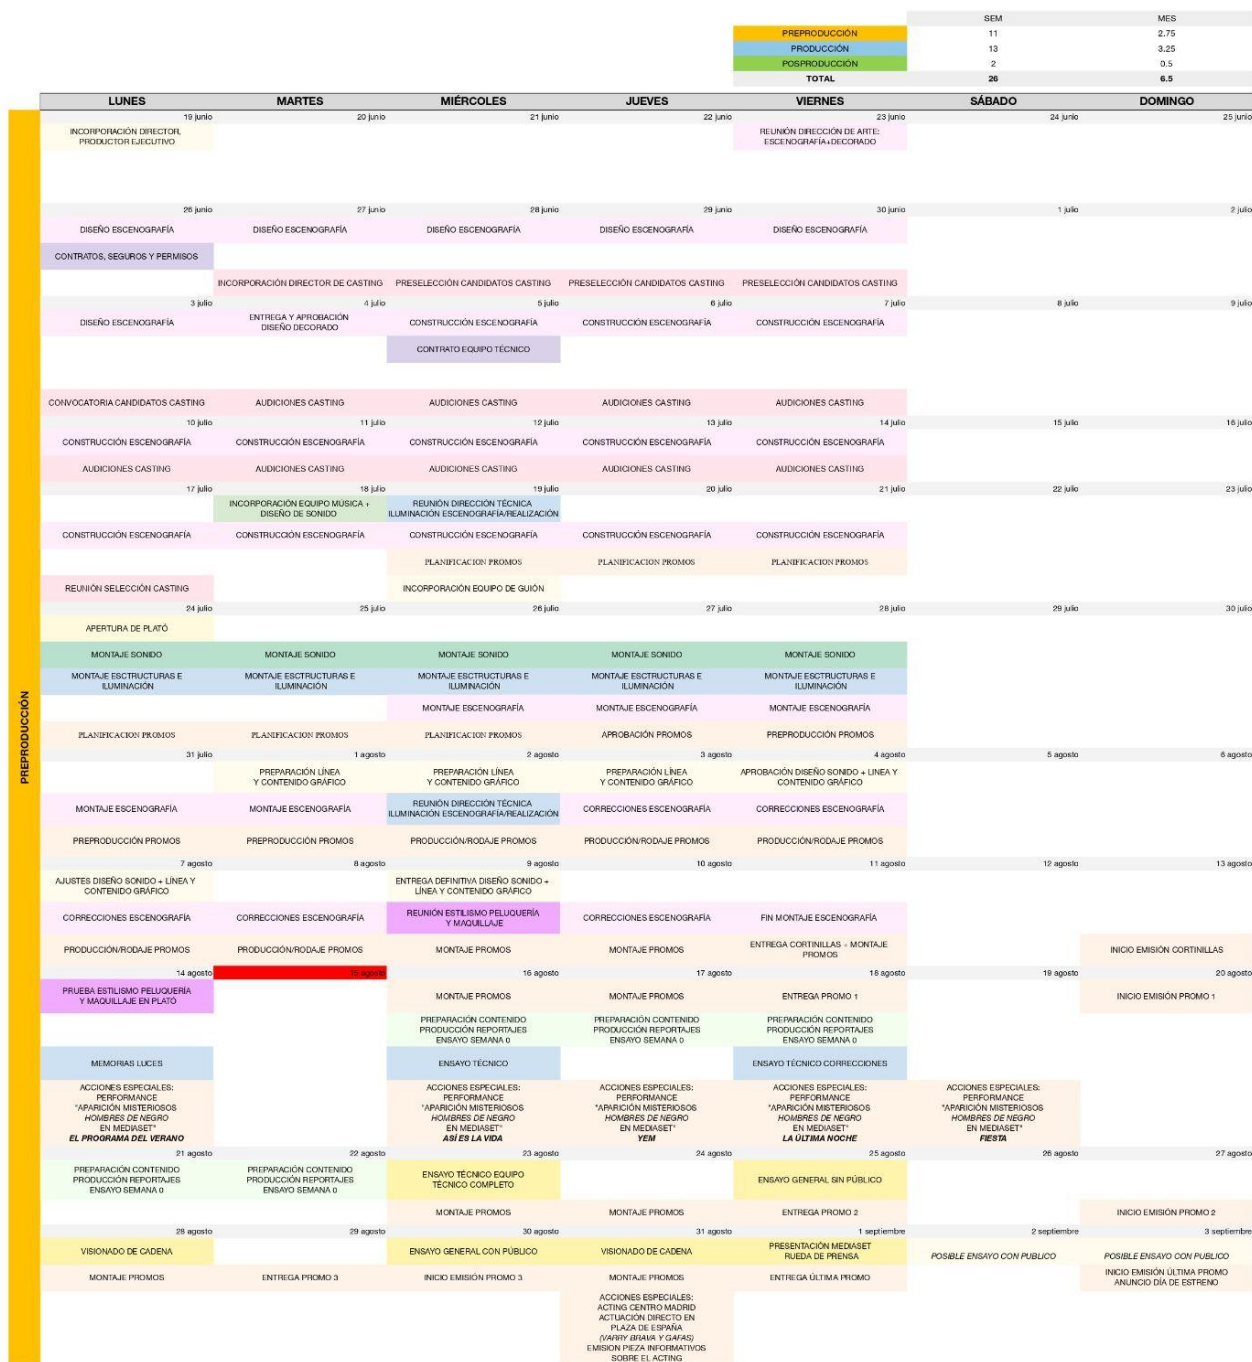 SEM MES
PREPRODUCCIÓN 11 2.75
PRODUCCIÓN 13 3.25
POSPRODUCCIÓN 2 0.5
TOTAL 26 6.5
LUNES MARTES MIÉRCOLES JUEVES VIERNES SÁBADO DOMINGO
PREPRODUCCIÓN
19 junio 20 junio 21 junio 22 junio 23 junio 24 junio 25 junio
INCORPORACIÓN DIRECTOR, REUNIÓN DIRECCIÓN DE ARTE:
PRODUCTOR EJECUTIVO ESCENOGRAFÍA+DECORADO
26 junio 27 junio 28 junio 29 junio 30 junio 1 julio 2 julio
DISEÑO ESCENOGRAFÍA DISEÑO ESCENOGRAFÍA DISEÑO ESCENOGRAFÍA DISEÑO ESCENOGRAFÍA DISEÑO ESCENOGRAFÍA
CONTRATOS, SEGUROS Y PERMISOS
INCORPORACIÓN DIRECTOR DE CASTING PRESELECCIÓN CANDIDATOS CASTING PRESELECCIÓN CANDIDATOS CASTING PRESELECCIÓN CANDIDATOS CASTING
3 julio 4 julio 5 julio 6 julio 7 julio 8 julio 9 julio
DISEÑO ESCENOGRAFÍA ENTREGA Y APROBACIÓN CONSTRUCCIÓN ESCENOGRAFÍA CONSTRUCCIÓN ESCENOGRAFÍA CONSTRUCCIÓN ESCENOGRAFÍA
DISEÑO DECORADO
CONTRATO EQUIPO TÉCNICO
CONVOCATORIA CANDIDATOS CASTING AUDICIONES CASTING AUDICIONES CASTING AUDICIONES CASTING AUDICIONES CASTING
10 julio 11 julio 12 julio 13 julio 14 julio 15 julio 16 julio
CONSTRUCCIÓN ESCENOGRAFÍA CONSTRUCCIÓN ESCENOGRAFÍA CONSTRUCCIÓN ESCENOGRAFÍA CONSTRUCCIÓN ESCENOGRAFÍA CONSTRUCCIÓN ESCENOGRAFÍA
AUDICIONES CASTING AUDICIONES CASTING AUDICIONES CASTING AUDICIONES CASTING AUDICIONES CASTING
17 julio 18 julio 19 julio 20 julio 21 julio 22 julio 23 julio
INCORPORACIÓN EQUIPO MÚSICA + REUNIÓN DIRECCIÓN TÉCNICA
DISEÑO DE SONIDO ILUMINACIÓN ESCENOGRAFÍA/REALIZACIÓN
CONSTRUCCIÓN ESCENOGRAFÍA CONSTRUCCIÓN ESCENOGRAFÍA CONSTRUCCIÓN ESCENOGRAFÍA CONSTRUCCIÓN ESCENOGRAFÍA CONSTRUCCIÓN ESCENOGRAFÍA
PLANIFICACION PROMOS PLANIFICACION PROMOS PLANIFICACION PROMOS
REUNIÓN SELECCIÓN CASTING INCORPORACIÓN EQUIPO DE GUIÓN
24 julio 25 julio 26 julio 27 julio 28 julio 29 julio 30 julio
APERTURA DE PLATÓ
MONTAJE SONIDO MONTAJE SONIDO MONTAJE SONIDO MONTAJE SONIDO MONTAJE SONIDO
MONTAJE ESCTRUCTURAS E MONTAJE ESCTRUCTURAS E MONTAJE ESCTRUCTURAS E MONTAJE ESCTRUCTURAS E MONTAJE ESCTRUCTURAS E
ILUMINACIÓN ILUMINACIÓN ILUMINACIÓN ILUMINACIÓN ILUMINACIÓN
MONTAJE ESCENOGRAFÍA MONTAJE ESCENOGRAFÍA MONTAJE ESCENOGRAFÍA
PLANIFICACION PROMOS PLANIFICACION PROMOS PLANIFICACION PROMOS APROBACIÓN PROMOS PREPRODUCCIÓN PROMOS
31 julio 1 agosto 2 agosto 3 agosto 4 agosto 5 agosto 6 agosto
PREPARACIÓN LÍNEA PREPARACIÓN LÍNEA PREPARACIÓN LÍNEA APROBACIÓN DISEÑO SONIDO + LINEA Y
Y CONTENIDO GRÁFICO Y CONTENIDO GRÁFICO Y CONTENIDO GRÁFICO CONTENIDO GRÁFICO
MONTAJE ESCENOGRAFÍA MONTAJE ESCENOGRAFÍA REUNIÓN DIRECCIÓN TÉCNICA CORRECCIONES ESCENOGRAFÍA CORRECCIONES ESCENOGRAFÍA
ILUMINACIÓN ESCENOGRAFÍA/REALIZACIÓN
PREPRODUCCIÓN PROMOS PREPRODUCCIÓN PROMOS PRODUCCIÓN/RODAJE PROMOS PRODUCCIÓN/RODAJE PROMOS PRODUCCIÓN/RODAJE PROMOS
7 agosto 8 agosto 9 agosto 10 agosto 11 agosto 12 agosto 13 agosto
AJUSTES DISEÑO SONIDO + LÍNEA Y ENTREGA DEFINITIVA DISEÑO SONIDO +
CONTENIDO GRÁFICO LÍNEA Y CONTENIDO GRÁFICO
CORRECCIONES ESCENOGRAFÍA CORRECCIONES ESCENOGRAFÍA REUNIÓN ESTILISMO PELUQUERÍA CORRECCIONES ESCENOGRAFÍA FIN MONTAJE ESCENOGRAFÍA
Y MAQUILLAJE
PRODUCCIÓN/RODAJE PROMOS PRODUCCIÓN/RODAJE PROMOS MONTAJE PROMOS MONTAJE PROMOS ENTREGA CORTINILLAS - MONTAJE INICIO EMISIÓN CORTINILLAS
PROMOS
14 agosto 15 agosto 16 agosto 17 agosto 18 agosto 19 agosto 20 agosto
PRUEBA ESTILISMO PELUQUERÍA MONTAJE PROMOS MONTAJE PROMOS ENTREGA PROMO 1 INICIO EMISIÓN PROMO 1
Y MAQUILLAJE EN PLATÓ
PREPARACIÓN CONTENIDO PREPARACIÓN CONTENIDO PREPARACIÓN CONTENIDO
PRODUCCIÓN REPORTAJES PRODUCCIÓN REPORTAJES PRODUCCIÓN REPORTAJES
ENSAYO SEMANA 0 ENSAYO SEMANA 0 ENSAYO SEMANA 0
MEMORIAS LUCES ENSAYO TÉCNICO ENSAYO TÉCNICO CORRECCIONES
ACCIONES ESPECIALES: ACCIONES ESPECIALES: ACCIONES ESPECIALES: ACCIONES ESPECIALES: ACCIONES ESPECIALES:
PERFORMANCE PERFORMANCE PERFORMANCE PERFORMANCE PERFORMANCE
"APARICIÓN MISTERIOSOS "APARICIÓN MISTERIOSOS "APARICIÓN MISTERIOSOS "APARICIÓN MISTERIOSOS "APARICIÓN MISTERIOSOS
HOMBRES DE NEGRO HOMBRES DE NEGRO HOMBRES DE NEGRO HOMBRES DE NEGRO HOMBRES DE NEGRO
EN MEDIASET" EN MEDIASET" EN MEDIASET" EN MEDIASET" EN MEDIASET"
EL PROGRAMA DEL VERANO ASÍ ES LA VIDA YEM LA ÚLTIMA NOCHE FIESTA
21 agosto 22 agosto 23 agosto 24 agosto 25 agosto 26 agosto 27 agosto
PREPARACIÓN CONTENIDO PREPARACIÓN CONTENIDO ENSAYO TÉCNICO EQUIPO ENSAYO GENERAL SIN PÚBLICO
PRODUCCIÓN REPORTAJES PRODUCCIÓN REPORTAJES TÉCNICO COMPLETO
ENSAYO SEMANA 0 ENSAYO SEMANA 0
MONTAJE PROMOS MONTAJE PROMOS ENTREGA PROMO 2 INICIO EMISIÓN PROMO 2
28 agosto 29 agosto 30 agosto 31 agosto 1 septiembre 2 septiembre 3 septiembre
VISIONADO DE CADENA ENSAYO GENERAL CON PÚBLICO VISIONADO DE CADENA PRESENTACIÓN MEDIASET POSIBLE ENSAYO CON PUBLICO POSIBLE ENSAYO CON PUBLICO
RUEDA DE PRENSA
MONTAJE PROMOS ENTREGA PROMO 3 INICIO EMISIÓN PROMO 3 MONTAJE PROMOS ENTREGA ÚLTIMA PROMO INICIO EMISIÓN ÚLTIMA PROMO
ANUNCIO DÍA DE ESTRENO
ACCIONES ESPECIALES:
ACTING CENTRO MADRID
ACTUACIÓN DIRECTO EN
PLAZA DE ESPAÑA
(VARRY BRAVA Y GAFAS)
EMISION PIEZA INFORMATIVOS
SOBRE EL ACTING